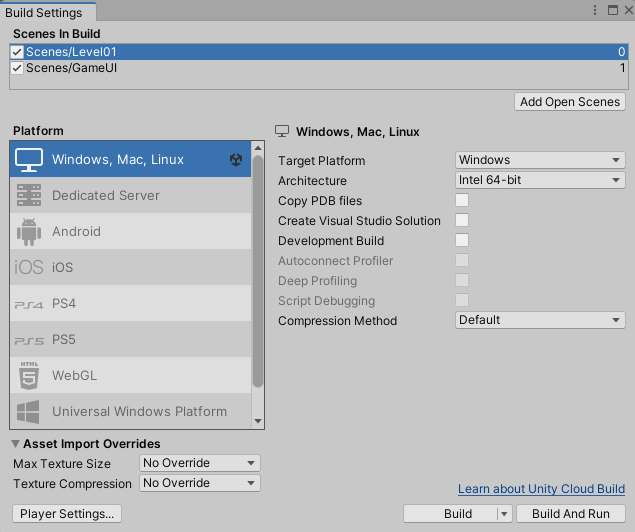 Build Settings
Scenes In Build
Scenes/Level01 0
Scenes/GameUI 1
Add Open Scenes
Platform
Windows, Mac, Linux
Dedicated Server
Android
iOS iOS
PS4 PS4
PS5 PS5
HTML 5 WebGL
Universal Windows Platform
Windows, Mac, Linux
Target Platform Windows
Architecture Intel 64-bit
Copy PDB files
Create Visual Studio Solution
Development Build
Autoconnect Profiler
Deep Profiling
Script Debugging
Compression Method Default
Asset Import Overrides
Max Texture Size No Override
Texture Compression No Override
Learn about Unity Cloud Build
Player Settings... Build Build And Run